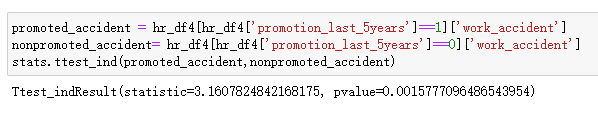 promoted_accident = hr_df4[hr_df4['promotion_last_5years']==1]['work_accident']
nonpromoted_accident= hr_df4[hr_df4['promotion_last_5years']==0]['work_accident']
stats.ttest_ind(promoted_accident,nonpromoted_accident)
Ttest_indResult(statistic=3.1607824842168175, pvalue=0.0015777096486543954)